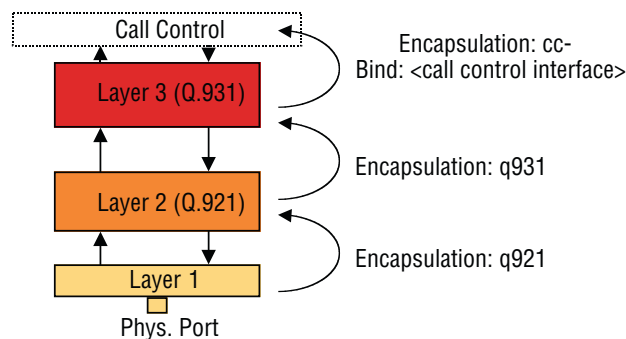 Call Control
Encapsulation: cc-
Bind: <call control interface>
Layer 3 (Q.931)
Encapsulation: q931
Layer 2 (Q.921)
Encapsulation: q921
Layer 1
Phys. Port